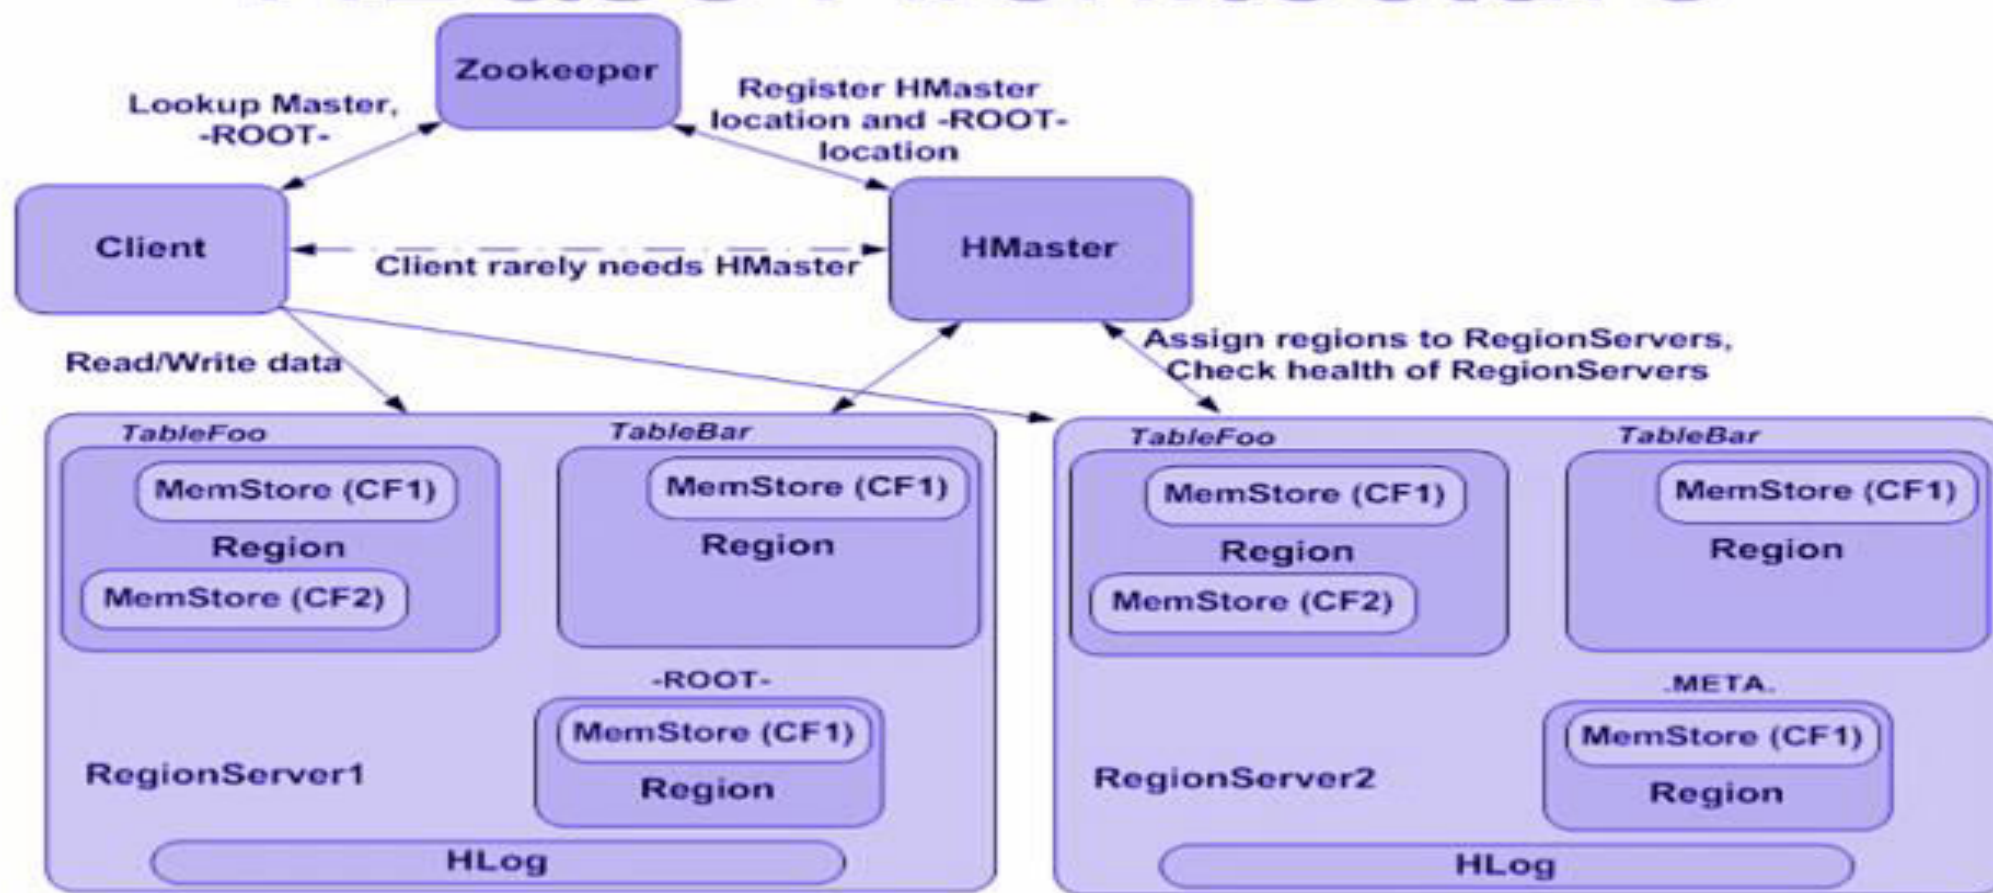 Zookeeper
Lookup Master,
-ROOT-
Register HMaster
location and -ROOT-
location
Client
Client rarely needs HMaster
HMaster
Read/Write data
Assign regions to RegionServers,
Check health of RegionServers
TableFoo
MemStore (CF1)
Region
MemStore (CF2)
TableBar
MemStore (CF1)
Region
-ROOT-
MemStore (CF1)
Region
RegionServer1
HLog
TableFoo
MemStore (CF1)
Region
MemStore (CF2)
TableBar
MemStore (CF1)
Region
.META.
MemStore (CF1)
Region
RegionServer2
HLog